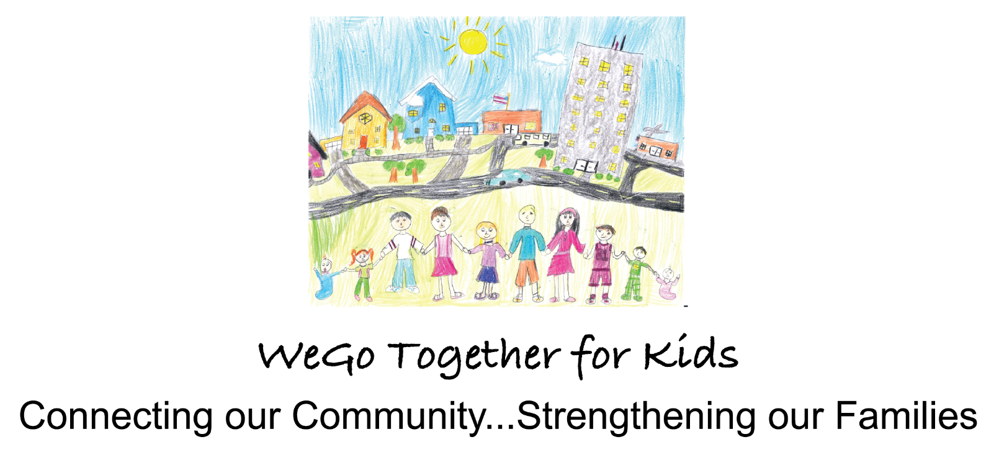 WeGo Together for Kids
Connecting our Community...Strengthening our Families